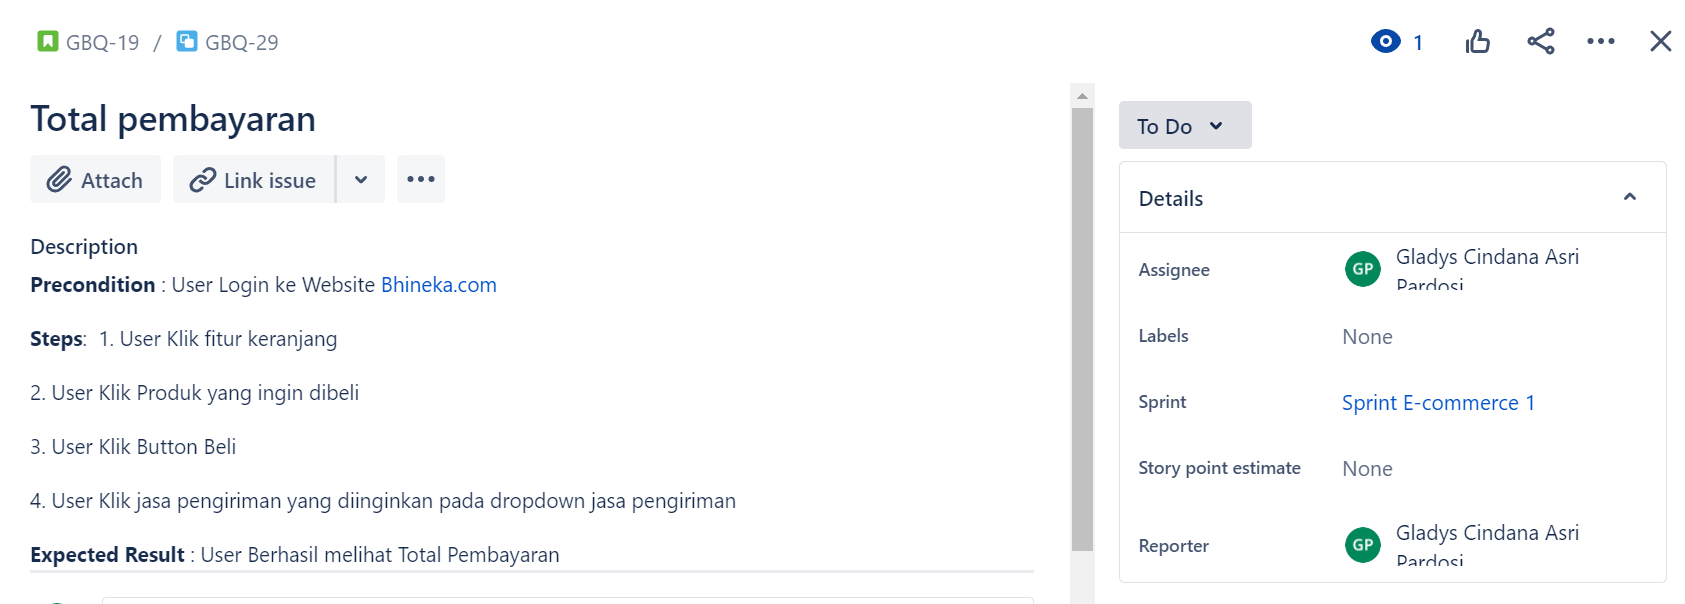 GBQ-19 / GBQ-29
1
Total pembayaran
Attach
Link issue
Description
Precondition : User Login ke Website Bhineka.com
Steps: 1. User Klik fitur keranjang
2. User Klik Produk yang ingin dibeli
3. User Klik Button Beli
4. User Klik jasa pengiriman yang diinginkan pada dropdown jasa pengiriman
Expected Result : User Berhasil melihat Total Pembayaran
To Do
Details
Assignee
GP
Gladys Cindana Asri
Pardosi
Labels
None
Sprint
Sprint E-commerce 1
Story point estimate
None
Reporter
GP
Gladys Cindana Asri
Pardosi